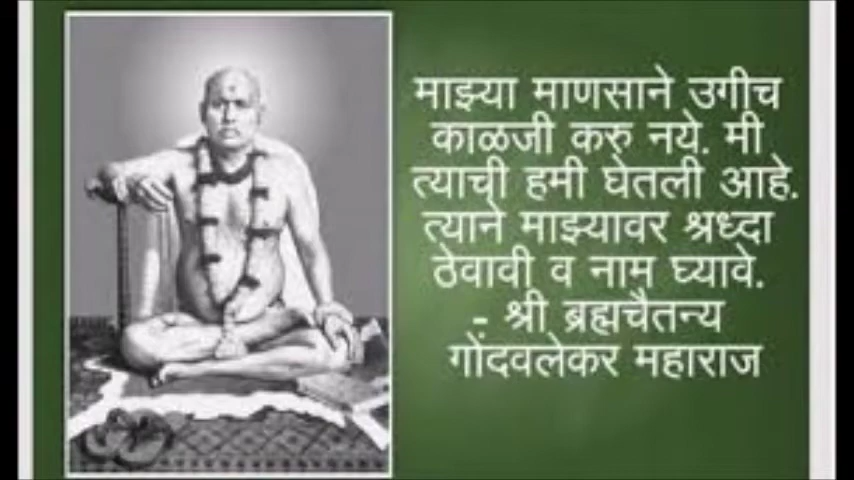 माझ्या माणसाने उगीच
काळजी करु नये. मी
त्याची हमी घेतली आहे.
त्याने माझ्यावर श्रध्दा
ठेवावी व नाम घ्यावे.
- श्री ब्रह्मचैतन्य
गोंदवलेकर महाराज